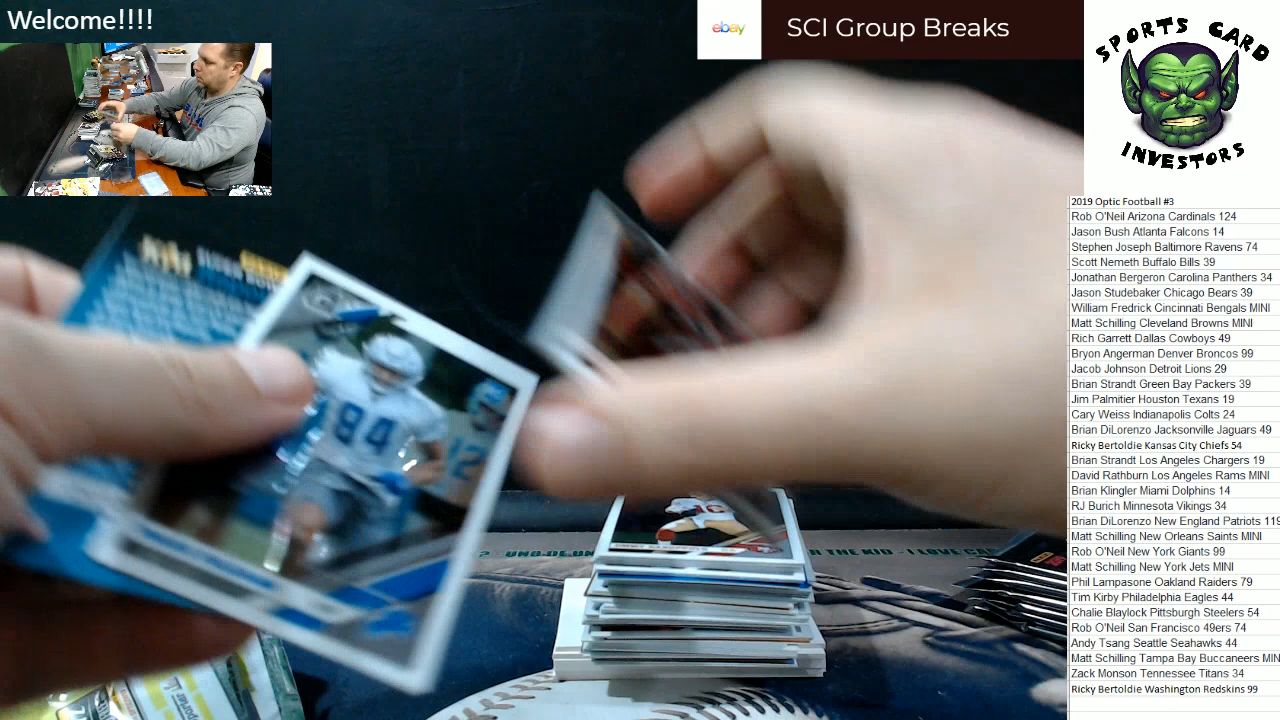 Welcome!!!!
ebay
SCI Group Breaks
SPORTS CARD
INVESTORS
2019 Optic Football #3
Rob O'Neil Arizona Cardinals 124
Jason Bush Atlanta Falcons 14
Stephen Joseph Baltimore Ravens 74
Scott Nemeth Buffalo Bills 39
Jonathan Bergeron Carolina Panthers 34
Jason Studebaker Chicago Bears 39
William Fredrick Cincinnati Bengals MINI
Matt Schilling Cleveland Browns MINI
Rich Garrett Dallas Cowboys 49
Bryon Angerman Denver Broncos 99
Jacob Johnson Detroit Lions 29
Brian Strandt Green Bay Packers 39
Jim Palmitier Houston Texans 19
Cary Weiss Indianapolis Colts 24
Brian DiLorenzo Jacksonville Jaguars 49
Ricky Bertoldie Kansas City Chiefs 54
Brian Strandt Los Angeles Chargers 19
David Rathburn Los Angeles Rams MINI
Brian Klingler Miami Dolphins 14
RJ Burich Minnesota Vikings 34
Brian DiLorenzo New England Patriots
Matt Schilling New Orleans Saints MINI
Rob O'Neil New York Giants 99
Matt Schilling New York Jets MINI
Phil Lampasone Oakland Raiders 79
Tim Kirby Philadelphia Eagles 44
Chalie Blaylock Pittsburgh Steelers 54
Rob O'Neil San Francisco 49ers 74
Andy Tsang Seattle Seahawks 44
Matt Schilling Tampa Bay Buccaneers MIN
Zack Monson Tennessee Titans 34
Ricky Bertoldie Washington Redskins 99
84
12
THE KID - I LOVE